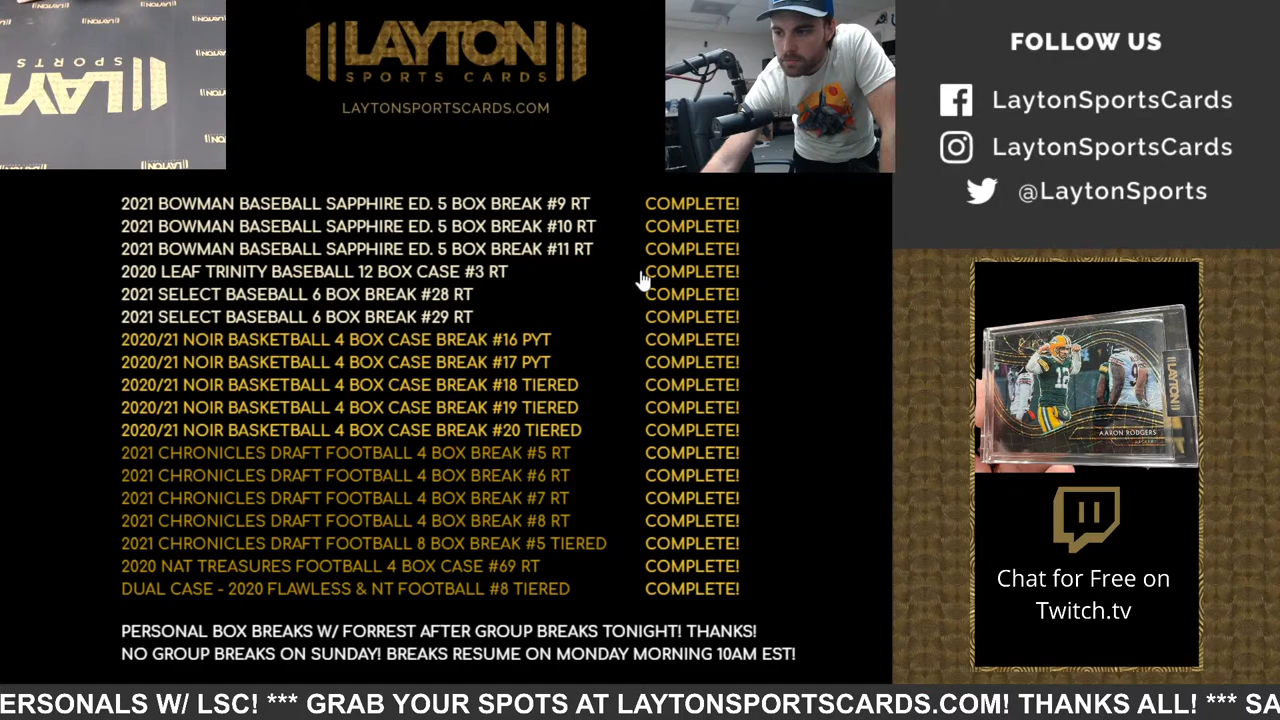 LAYTON
SPORTS CARDS
LAYTONSPORTSCARDS.COM
FOLLOW US
LaytonSportsCards
LaytonSportsCards
@LaytonSports
2021 BOWMAN BASEBALL SAPPHIRE ED. 5 BOX BREAK #9 RT COMPLETE!
2021 BOWMAN BASEBALL SAPPHIRE ED. 5 BOX BREAK #10 RT COMPLETE!
2021 BOWMAN BASEBALL SAPPHIRE ED. 5 BOX BREAK #11 RT COMPLETE!
2020 LEAF TRINITY BASEBALL 12 BOX CASE #3 RT COMPLETE!
2021 SELECT BASEBALL 6 BOX BREAK #28 RT COMPLETE!
2021 SELECT BASEBALL 6 BOX BREAK #29 RT COMPLETE!
2020/21 NOIR BASKETBALL 4 BOX CASE BREAK #16 PYT COMPLETE!
2020/21 NOIR BASKETBALL 4 BOX CASE BREAK #17 PYT COMPLETE!
2020/21 NOIR BASKETBALL 4 BOX CASE BREAK #18 TIERED COMPLETE!
2020/21 NOIR BASKETBALL 4 BOX CASE BREAK #19 TIERED COMPLETE!
2020/21 NOIR BASKETBALL 4 BOX CASE BREAK #20 TIERED COMPLETE!
2021 CHRONICLES DRAFT FOOTBALL 4 BOX BREAK #5 RT COMPLETE!
2021 CHRONICLES DRAFT FOOTBALL 4 BOX BREAK #6 RT COMPLETE!
2021 CHRONICLES DRAFT FOOTBALL 4 BOX BREAK #7 RT COMPLETE!
2021 CHRONICLES DRAFT FOOTBALL 4 BOX BREAK #8 RT COMPLETE!
2021 CHRONICLES DRAFT FOOTBALL 8 BOX BREAK #5 TIERED COMPLETE!
2020 NAT TREASURES FOOTBALL 4 BOX CASE #69 RT COMPLETE!
DUAL CASE - 2020 FLAWLESS & NT FOOTBALL #8 TIERED COMPLETE!
PERSONAL BOX BREAKS W/ FORREST AFTER GROUP BREAKS TONIGHT! THANKS!
NO GROUP BREAKS ON SUNDAY! BREAKS RESUME ON MONDAY MORNING 10AM EST!
AARON RODGERS
LAYTON
Chat for Free on
Twitch.tv
ERSONALS W/ LSC! *** GRAB YOUR SPOTS AT LAYTONSPORTSCARDS.COM! THANKS ALL! *** SA